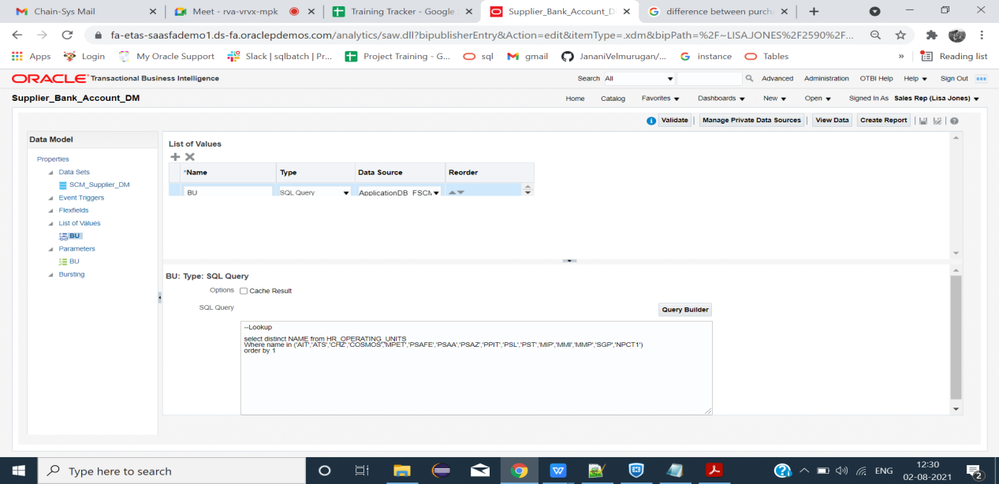 Chain-Sys Mail
Meet - rva-vrvx-mpk
Training Tracker - Google
Supplier_Bank_Account_D
difference between purch
fa-etas-saasfademo1.ds-fa.oraclepdemos.com/analytics/saw.dll?bipublisherEntry&Action=edit&itemType=.xdm&bipPath=%2F~LISAJONES%2F2590%2F...
Apps Login My Oracle Support Slack | sqlbatch | Pr... Project Training - G... sql gmail JananiVelmurugan/... instance Tables » Reading list
ORACLE Transactional Business Intelligence
Search All Advanced Administration OTBI Help Help Sign Out
Supplier_Bank_Account_DM
Home Catalog Favorites Dashboards New Open Signed In As Sales Rep (Lisa Jones)
Validate Manage Private Data Sources View Data Create Report
Data Model
Properties
Data Sets
SCM_Supplier_DM
Event Triggers
Flexfields
List of Values
BU
Parameters
BU
Bursting
List of Values
*Name Type Data Source Reorder
BU SQL Query ApplicationDB_FSCM
BU: Type: SQL Query
Options Cache Result
SQL Query
Query Builder
--Lookup
select distinct NAME from HR_OPERATING_UNITS
Where name in ('AIT','ATS','CHZ','COSMOS','MPET','PSAFE','PSAA','PSAZ','PPIT','PSL','PST','MIP','MMI','MMP','SGP','NPCT1')
order by 1
Type here to search
ENG
12:30
02-08-2021
2